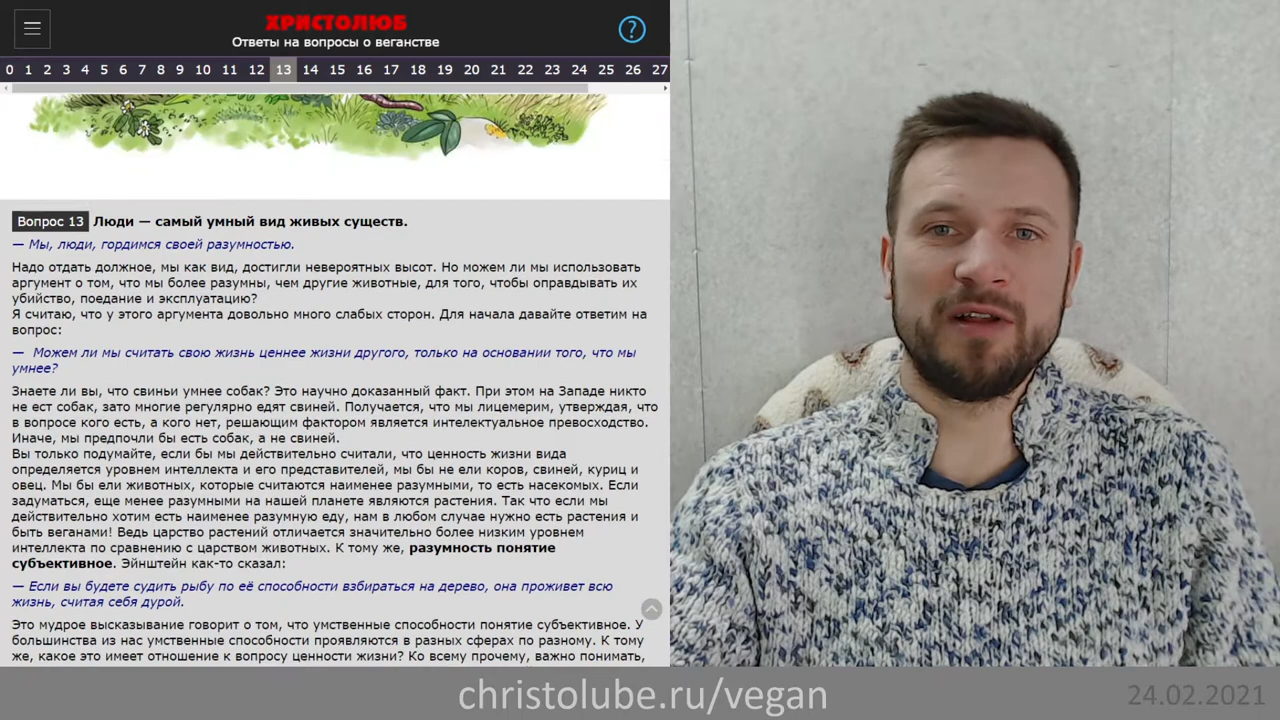 ХРИСТОЛЮБ
Ответы на вопросы о веганстве
?
0 1 2 3 4 5 6 7 8 9 10 11 12 13 14 15 16 17 18 19 20 21 22 23 24 25 26 27
Вопрос 13 Люди — самый умный вид живых существ.
— Мы, люди, гордимся своей разумностью.
Надо отдать должное, мы как вид, достигли невероятных высот. Но можем ли мы использовать
аргумент о том, что мы более разумны, чем другие животные, для того, чтобы оправдывать их
убийство, поедание и эксплуатацию?
Я считаю, что у этого аргумента довольно много слабых сторон. Для начала давайте ответим на
вопрос:
— Можем ли мы считать свою жизнь ценнее жизни другого, только на основании того, что мы
умнее?
Знаете ли вы, что свиньи умнее собак? Это научно доказанный факт. При этом на Западе никто
не ест собак, зато многие регулярно едят свиней. Получается, что мы лицемерим, утверждая, что
в вопросе кого есть, а кого нет, решающим фактором является интелектуальное превосходство.
Иначе, мы предпочли бы есть собак, а не свиней.
Вы только подумайте, если бы мы действительно считали, что ценность жизни вида
определяется уровнем интеллекта и его представителей, мы бы не ели коров, свиней, куриц и
овец. Мы бы ели животных, которые считаются наименее разумными, то есть насекомых. Если
задуматься, еще менее разумными на нашей планете являются растения. Так что если мы
действительно хотим есть наименее разумную еду, нам в любом случае нужно есть растения и
быть веганами! Ведь царство растений отличается значительно более низким уровнем
интеллекта по сравнению с царством животных. К тому же, разумность понятие
субъективное. Эйнштейн как-то сказал:
— Если вы будете судить рыбу по её способности взбираться на дерево, она проживет всю
жизнь, считая себя дурой.
Это мудрое высказывание говорит о том, что умственные способности понятие субъективное. У
большинства из нас умственные способности проявляются в разных сферах по разному. К тому
же, какое это имеет отношение к вопросу ценности жизни? Ко всему прочему, важно понимать,
christolube.ru/vegan
24.02.2021